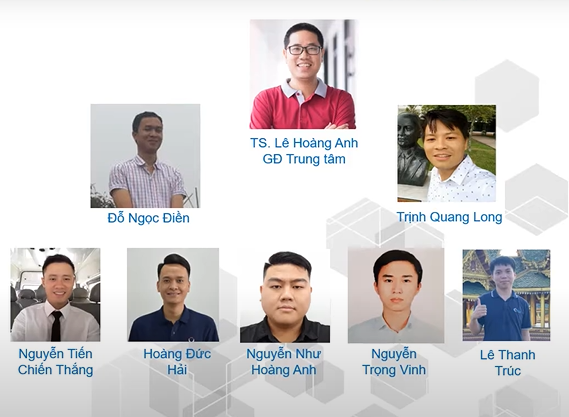 TS. Lê Hoàng Anh
GĐ Trung tâm
Đỗ Ngọc Điền
Trịnh Quang Long
Nguyễn Tiến
Chiến Thắng
Hoàng Đức
Hải
Nguyễn Như
Hoàng Anh
Nguyễn
Trọng Vinh
Lê Thanh
Trúc